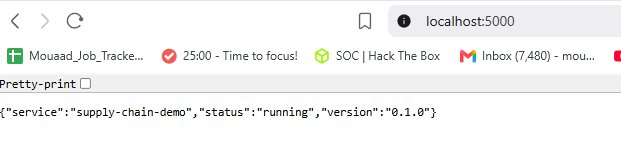 localhost:5000
Mouaad_Job_Tracke... 25:00 - Time to focus! SOC | Hack The Box Inbox (7,480) - mou...
Pretty-print
{"service":"supply-chain-demo","status":"running","version":"0.1.0"}